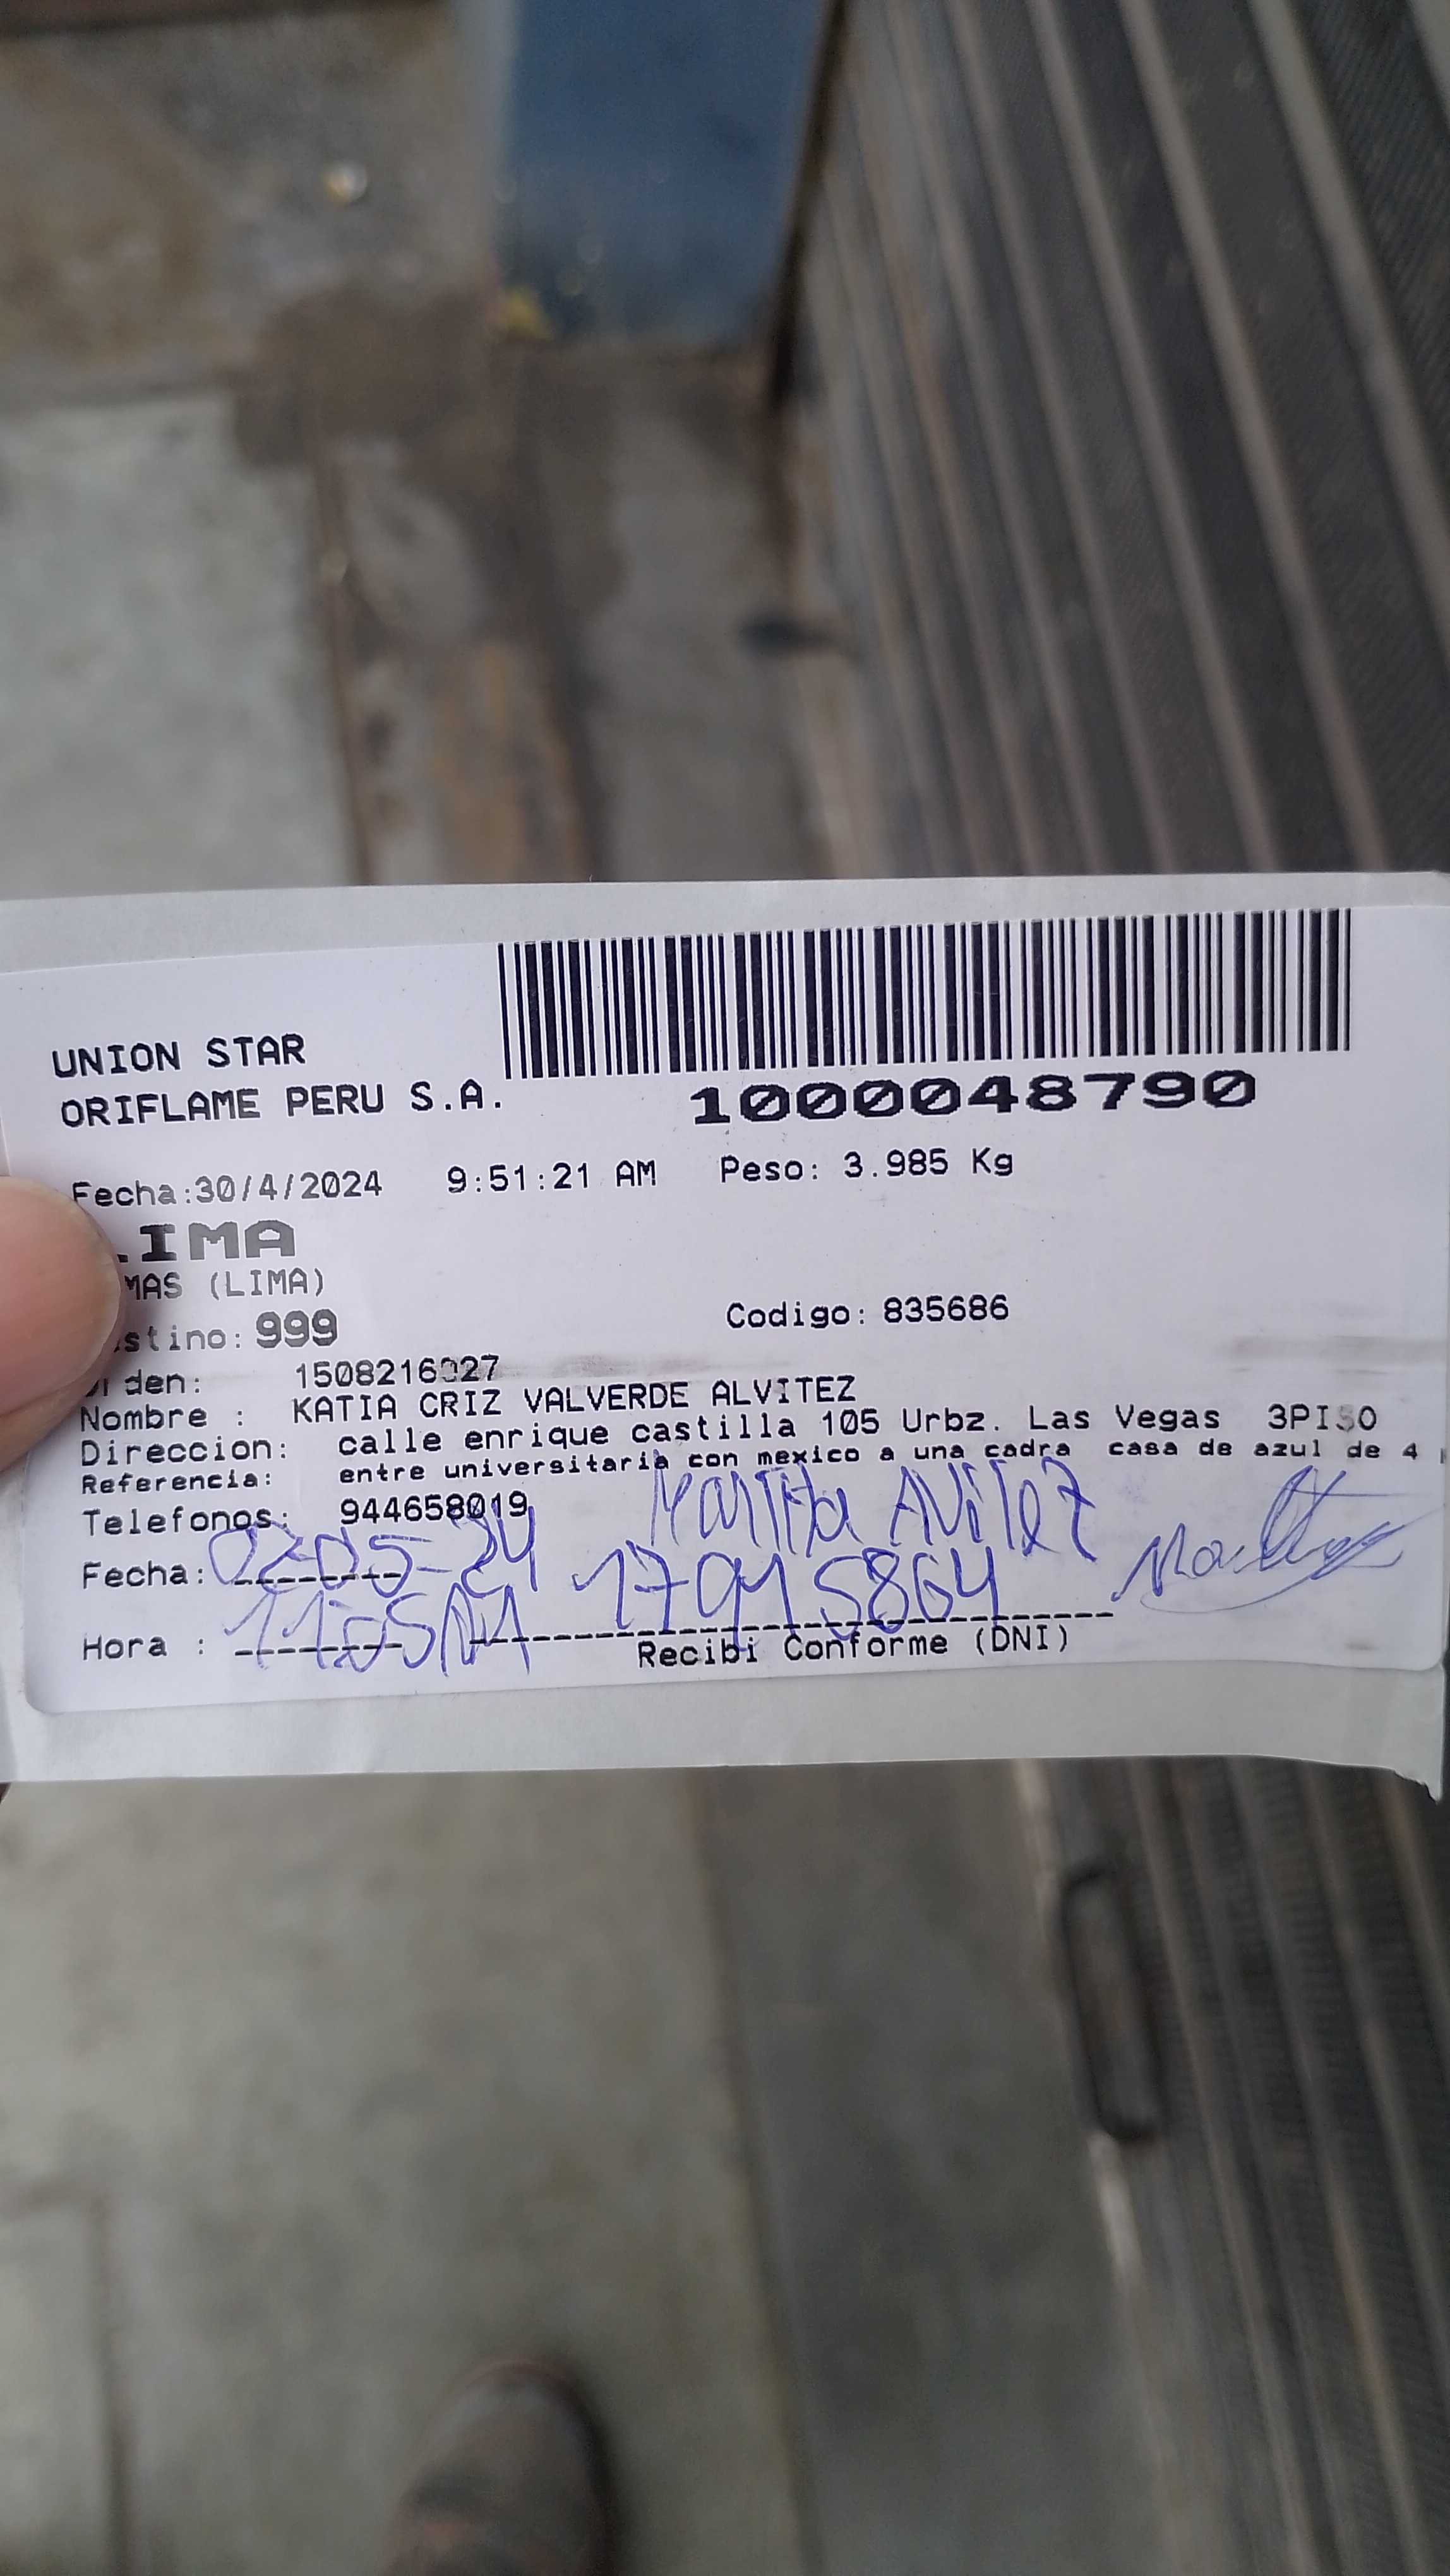 UNION STAR
ORIFLAME PERU S.A.
1000048790
Fecha:30/4/2024 9:51:21 AM Peso: 3.985 Kg
LIMA
MAS (LIMA)
stino: 999 Codigo: 835686
den: 1508216027
Nombre : KATIA CRIZ VALVERDE ALVITEZ
Direccion: calle enrique castilla 105 Urbz. Las Vegas 3PISO
Referencia: entre universitaria con mexico a una cadra casa de azul de 4
Telefonos: 944658019
Martha Avitez
Fecha: 02-05-24
17915864
Hora : 11:05
Recibi Conforme (DNI)